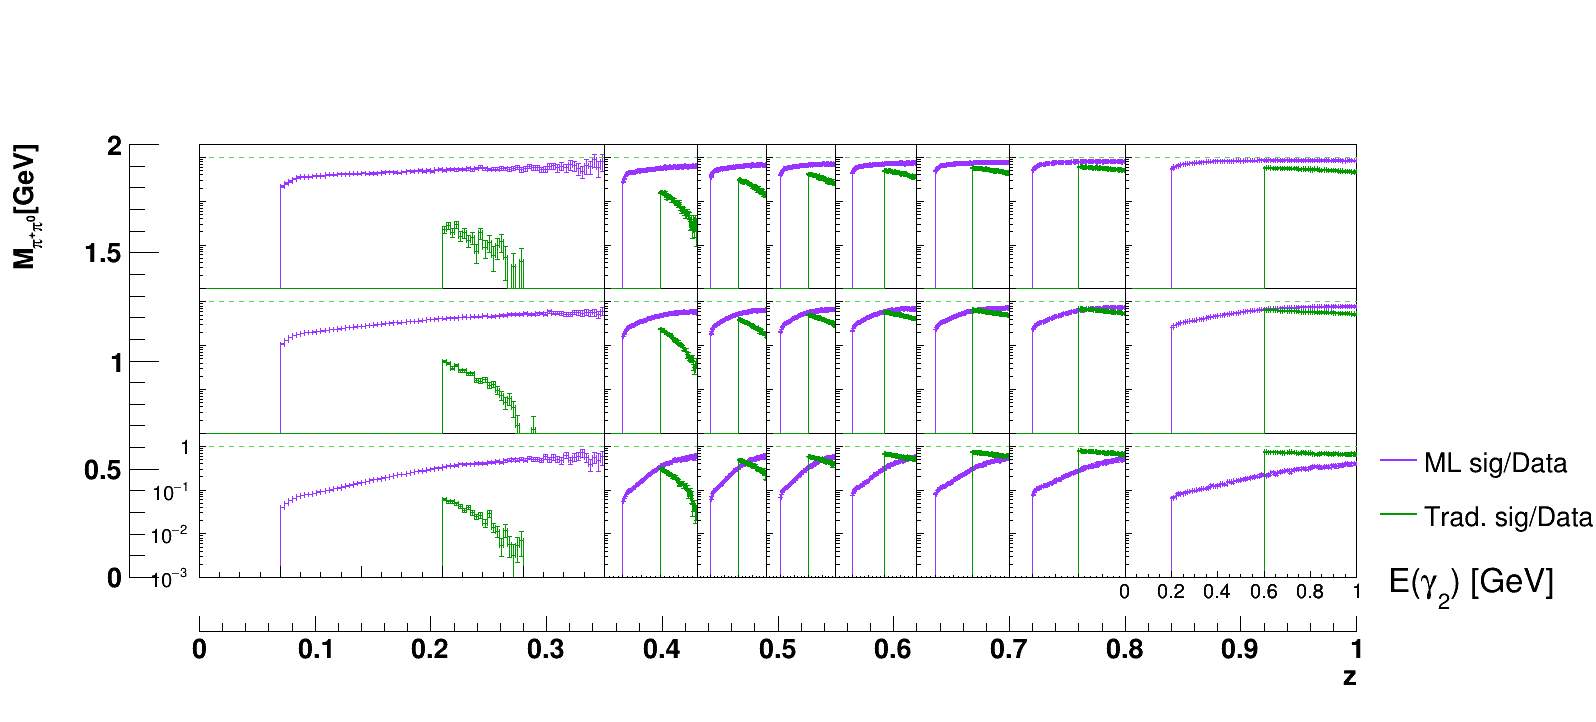 M_{π⁺π⁰} [GeV]
2
1.5
1
0.5
0
1
10⁻¹
10⁻²
10⁻³
ML sig/Data
Trad. sig/Data
E(γ₂) [GeV]
0 0.2 0.4 0.6 0.8 1
0 0.1 0.2 0.3 0.4 0.5 0.6 0.7 0.8 0.9 1
z